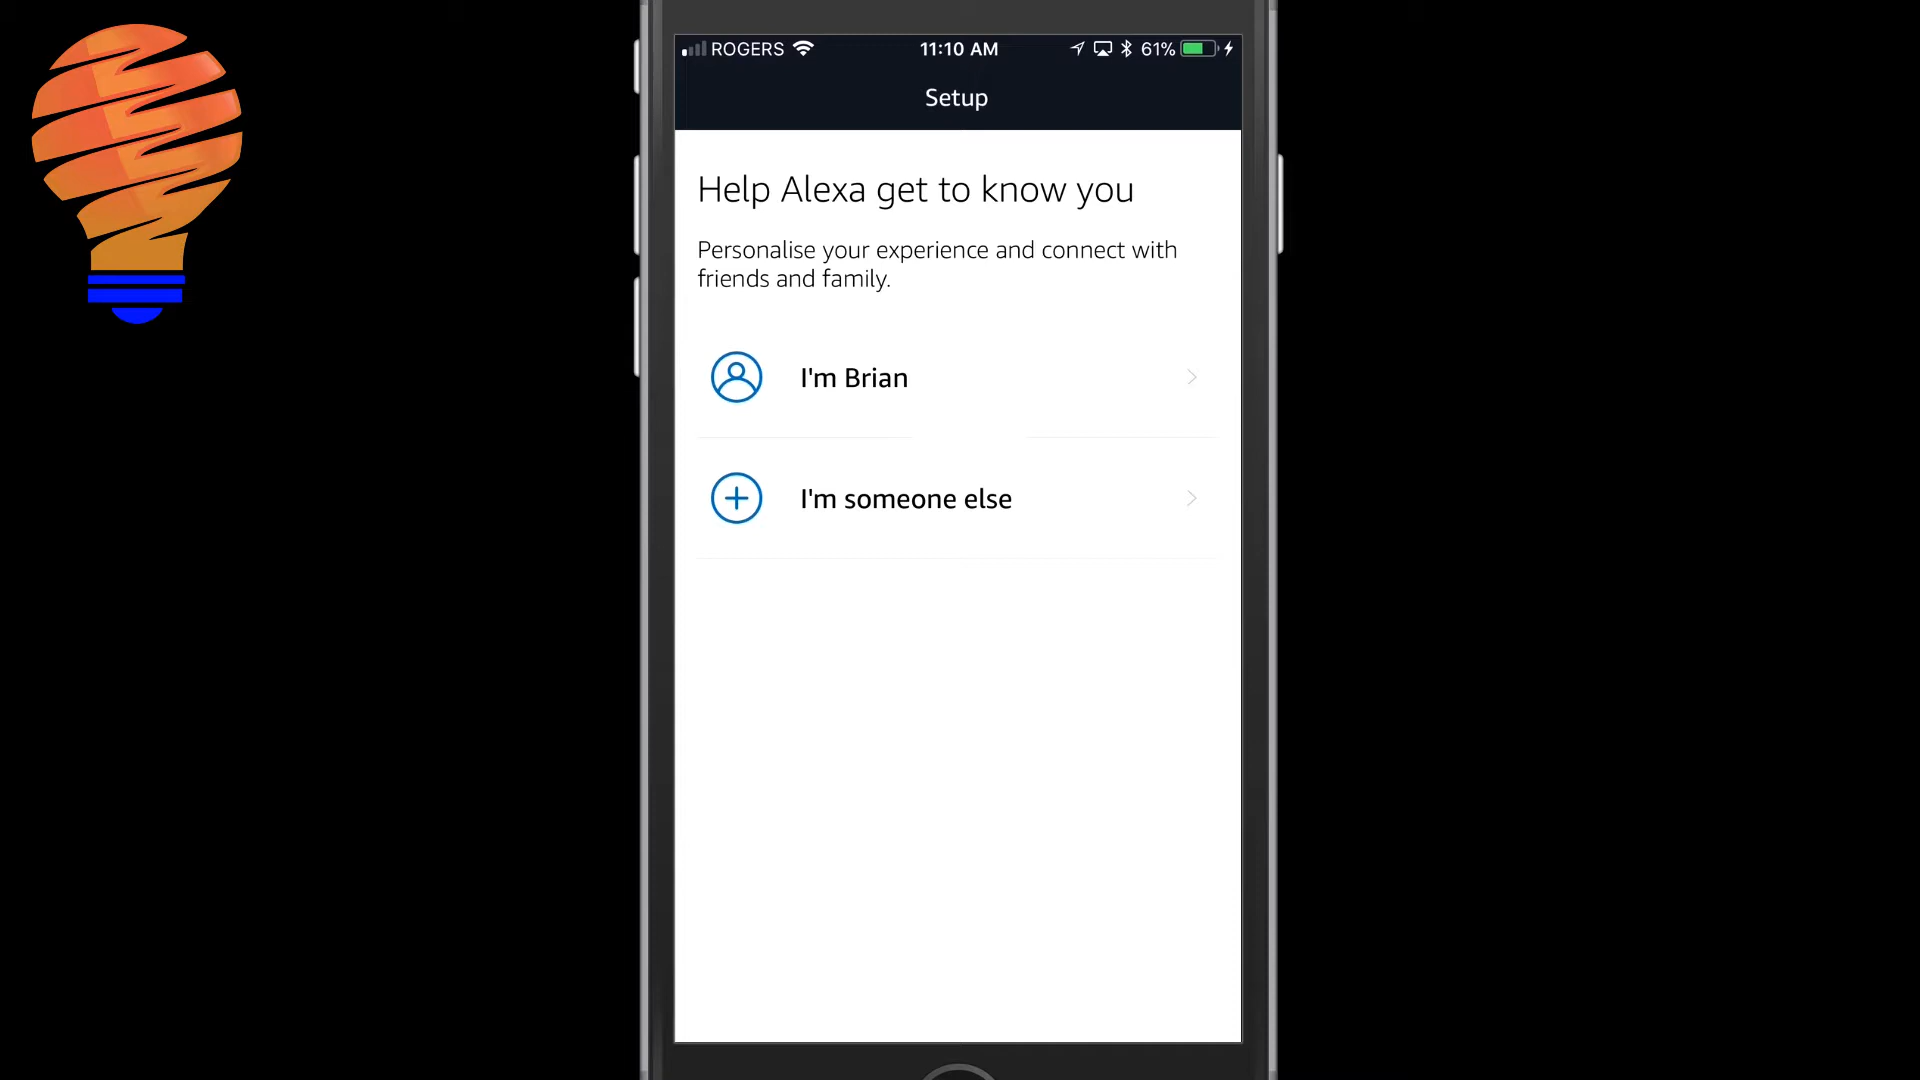 ROGERS 11:10 AM 61%
Setup
Help Alexa get to know you
Personalise your experience and connect with
friends and family.
I'm Brian
I'm someone else